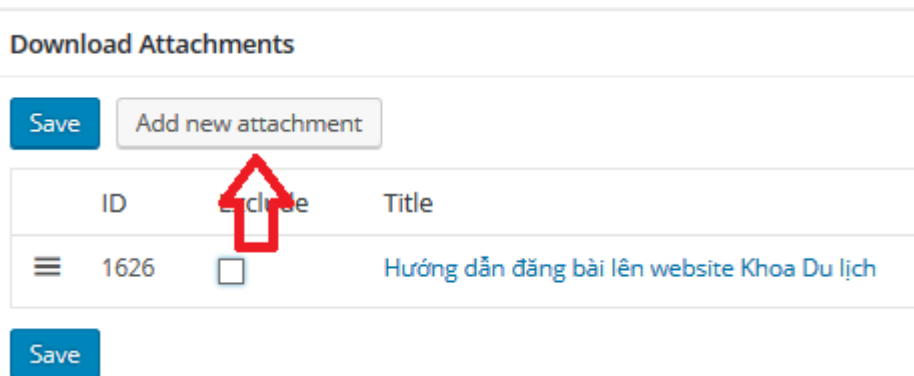 Download Attachments
Save Add new attachment
ID Exclude Title
1626 Hướng dẫn đăng bài lên website Khoa Du lịch
Save